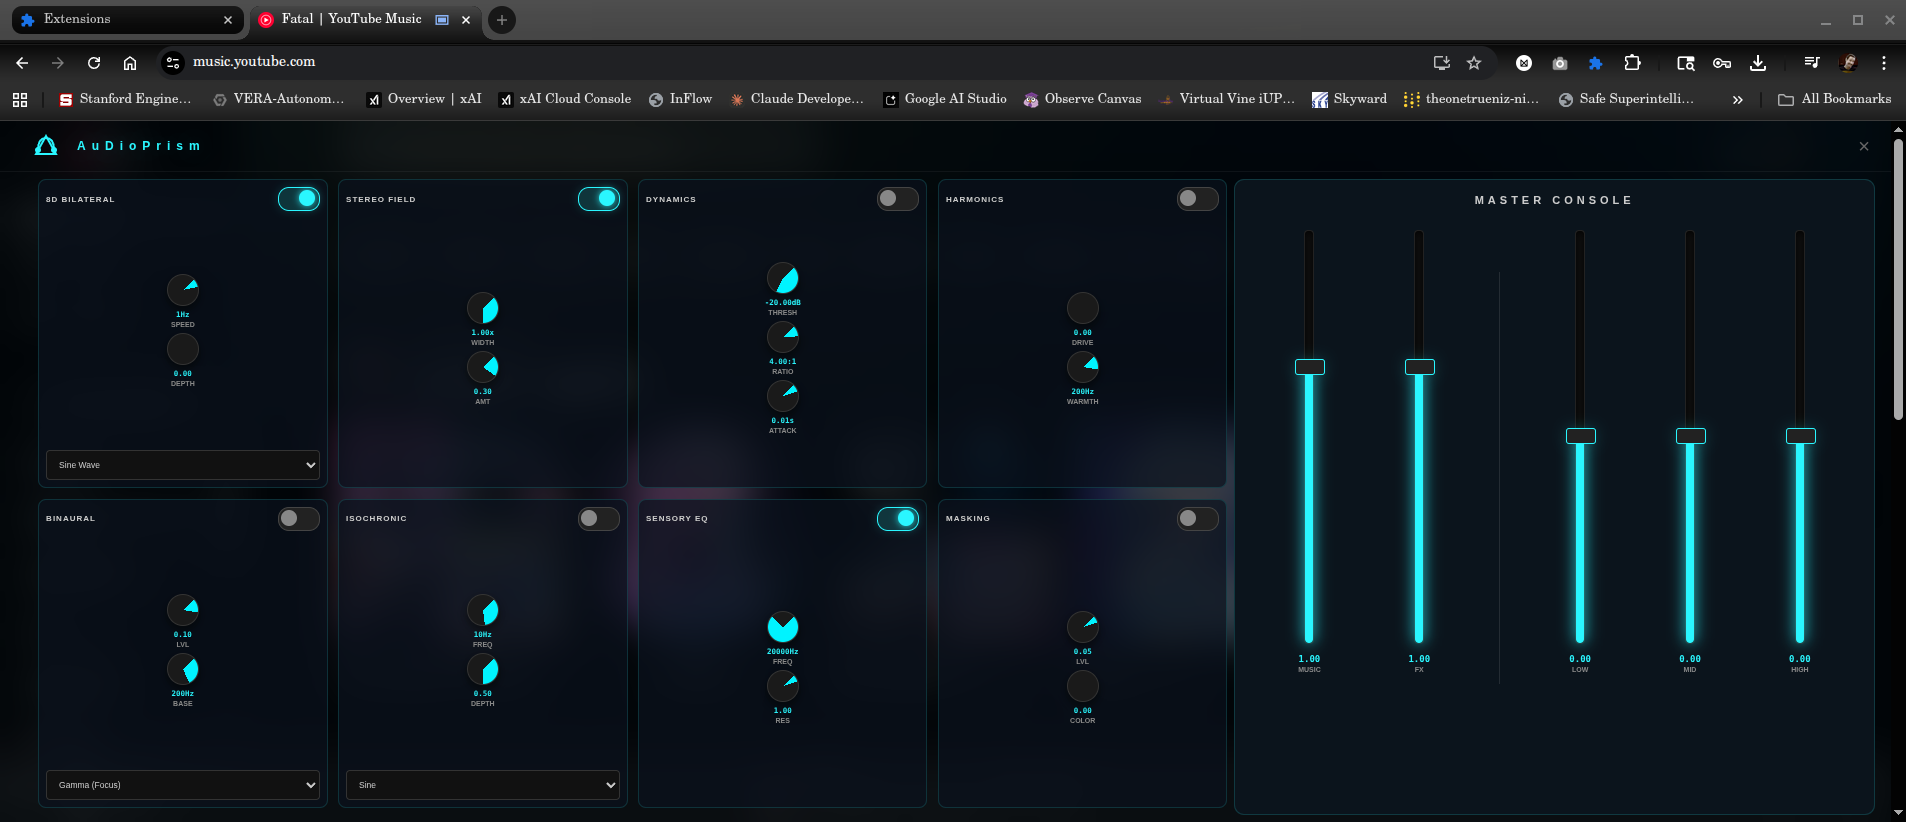 Extensions
Fatal | YouTube Music
music.youtube.com
Stanford Engine...
VERA-Autonom...
Overview | xAI
xAI Cloud Console
InFlow
Claude Develope...
Google AI Studio
Observe Canvas
Virtual Vine iUP...
Skyward
theonetrueniz-ni...
Safe Superintelli...
All Bookmarks
AuDioPrism
8D BILATERAL
1Hz
SPEED
0.00
DEPTH
Sine Wave
STEREO FIELD
1.00x
WIDTH
0.30
AMT
DYNAMICS
-20.00dB
THRESH
4.00:1
RATIO
0.01s
ATTACK
HARMONICS
0.00
DRIVE
200Hz
WARMTH
BINAURAL
0.10
LVL
200Hz
BASE
Gamma (Focus)
ISOCHRONIC
10Hz
FREQ
0.50
DEPTH
Sine
SENSORY EQ
20000Hz
FREQ
1.00
RES
MASKING
0.05
LVL
0.00
COLOR
MASTER CONSOLE
1.00
MUSIC
1.00
FX
0.00
LOW
0.00
MID
0.00
HIGH